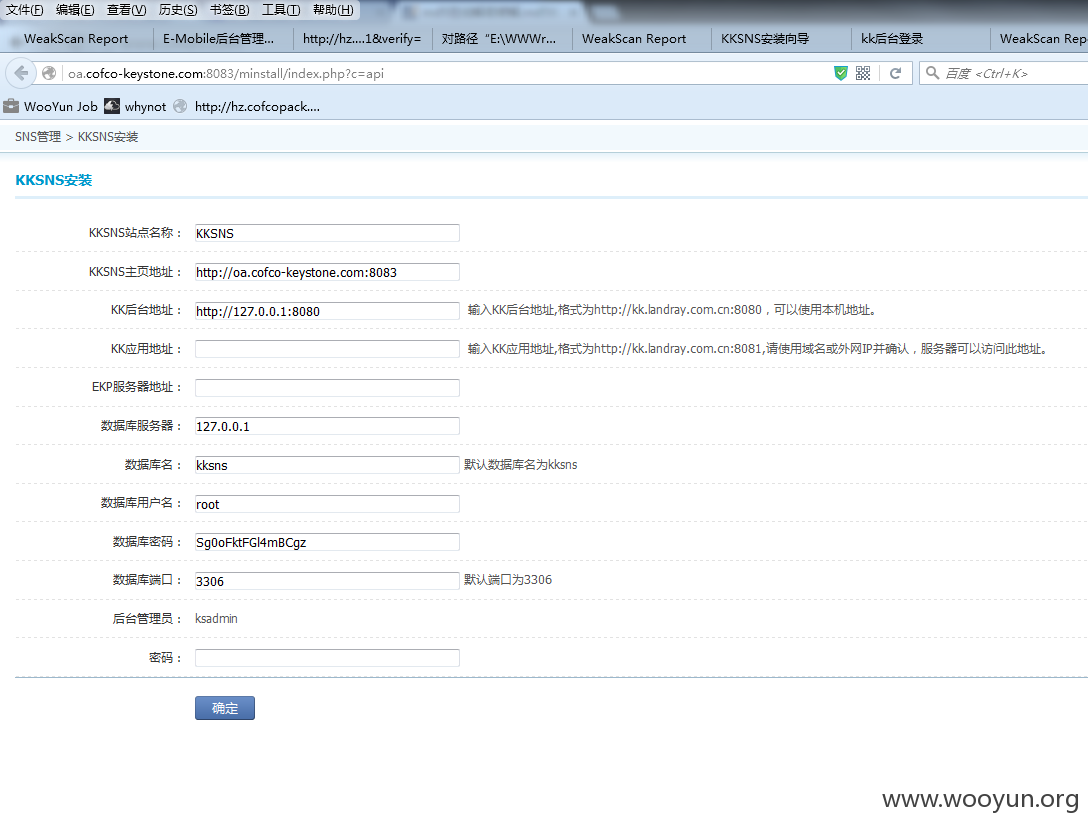 文件(F) 编辑(E) 查看(V) 历史(S) 书签(B) 工具(T) 帮助(H)
WeakScan Report E-Mobile后台管理... http://hz....1&verify= 对路径“E:\WWWr... WeakScan Report KKSNS安装向导 kk后台登录 WeakScan Rep
oa.cofco-keystone.com:8083/minstall/index.php?c=api 百度 <Ctrl+K>
WooYun Job whynot http://hz.cofcopack....
SNS管理 > KKSNS安装
KKSNS安装
KKSNS站点名称： KKSNS
KKSNS主页地址： http://oa.cofco-keystone.com:8083
KK后台地址： http://127.0.0.1:8080 输入KK后台地址,格式为http://kk.landray.com.cn:8080，可以使用本机地址。
KK应用地址： 输入KK应用地址,格式为http://kk.landray.com.cn:8081,请使用域名或外网IP并确认，服务器可以访问此地址。
EKP服务器地址：
数据库服务器： 127.0.0.1
数据库名： kksns 默认数据库名为kksns
数据库用户名： root
数据库密码： Sg0oFktFGl4mBCgz
数据库端口： 3306 默认端口为3306
后台管理员： ksadmin
密码：
确定
www.wooyun.org